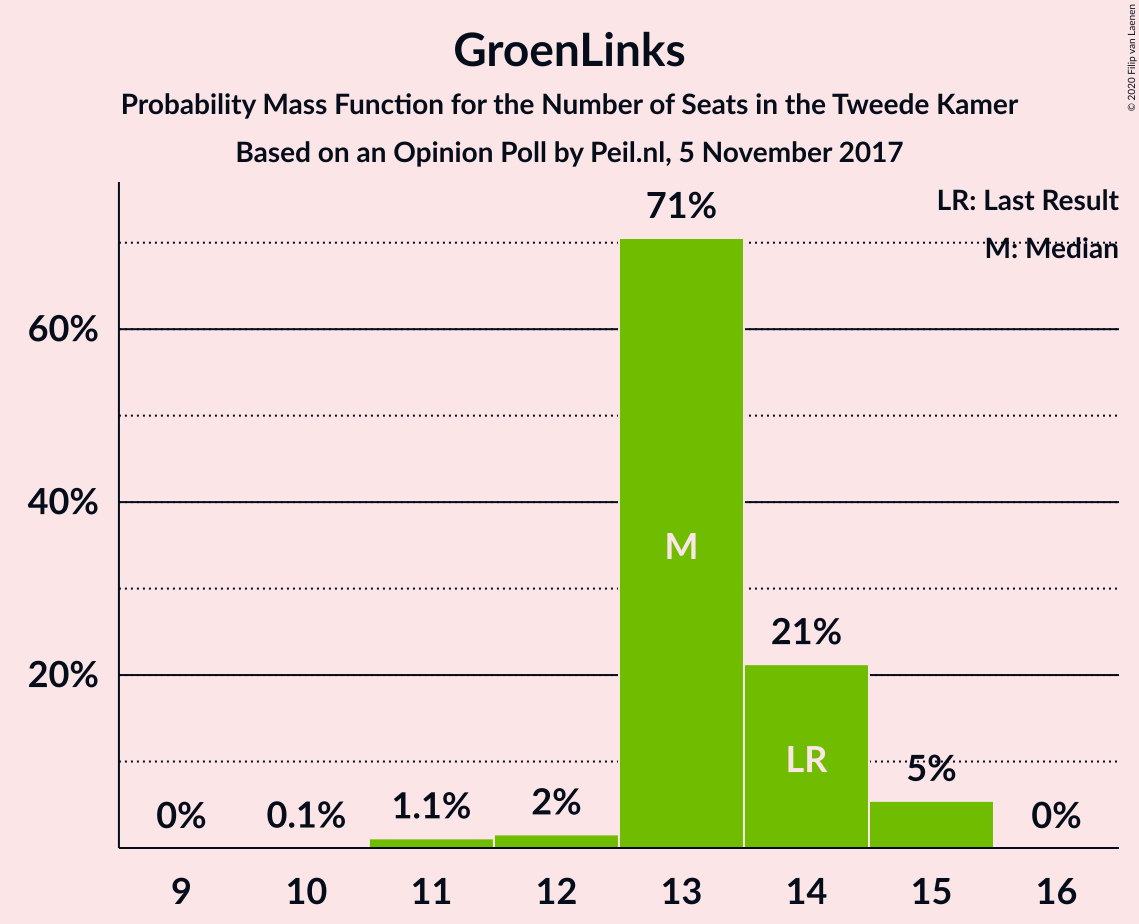 GroenLinks
Probability Mass Function for the Number of Seats in the Tweede Kamer
Based on an Opinion Poll by Peil.nl, 5 November 2017
© 2020 Filip van Laenen
LR: Last Result
M: Median
71%
60%
40%
M
21%
20%
LR
5%
0%
0.1%
1.1%
2%
0%
9
10
11
12
13
14
15
16